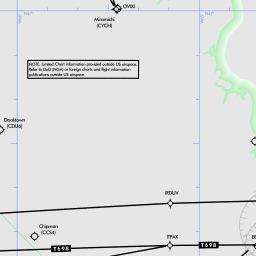 OVIXI
Miramichi
(CYCH)
NOTE: Limited Chart information provided outside US airspace.
Refer to DoD (NGA) or foreign charts and flight information
publications outside US airspace.
Doaktown
(CDU6)
IRDUV
Chipman
(CCS4)
T698
ITPAX
T698